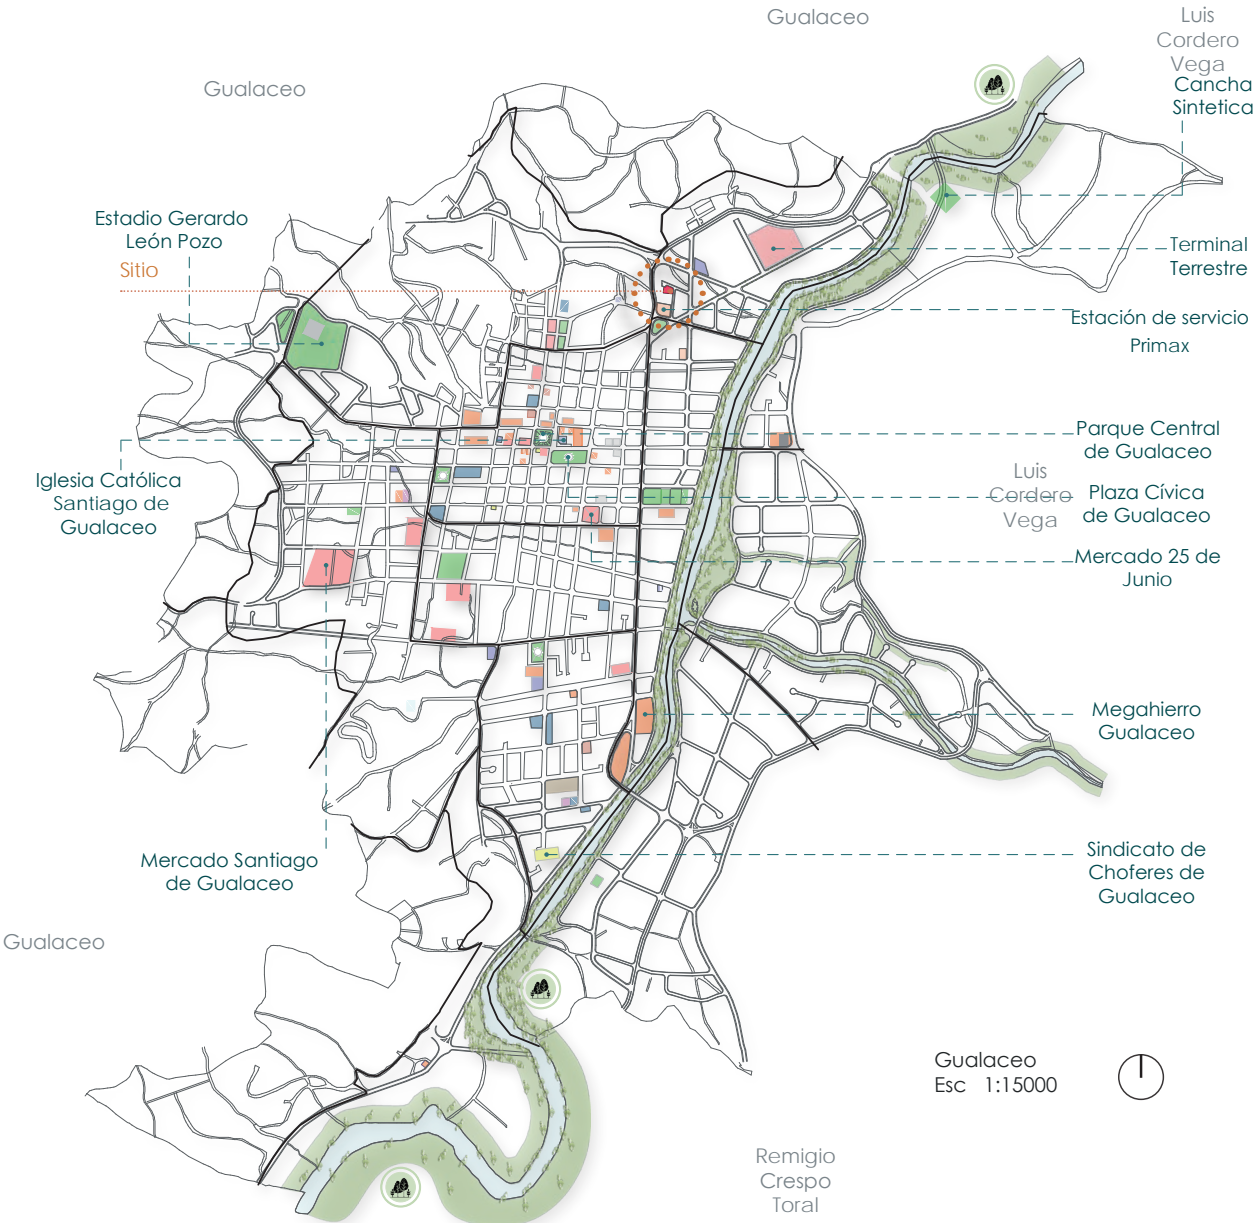 Gualaceo
Luis
Cordero
Vega
Gualaceo
Cancha
Sintetica
Estadio Gerardo
León Pozo
Sitio
Terminal
Terrestre
Estación de servicio
Primax
Parque Central
de Gualaceo
Iglesia Católica
Santiago de
Gualaceo
Luis
Cordero
Vega
Plaza Cívica
de Gualaceo
Mercado 25 de
Junio
Megahierro
Gualaceo
Mercado Santiago
de Gualaceo
Sindicato de
Choferes de
Gualaceo
Gualaceo
Gualaceo
Esc 1:15000
Remigio
Crespo
Toral